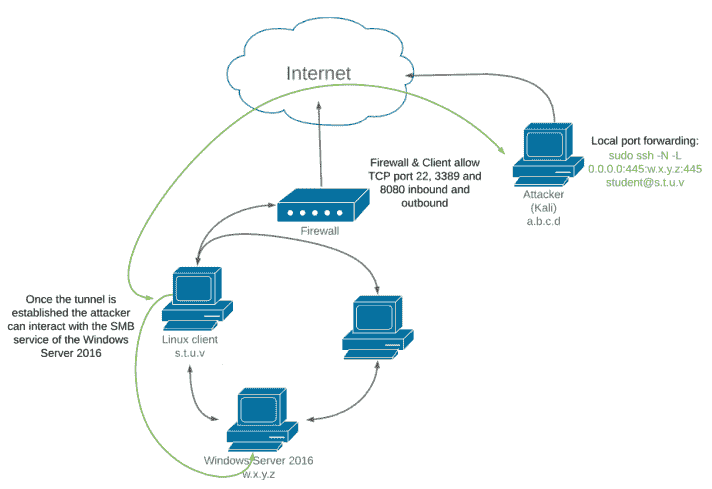 Internet
Firewall & Client allow
TCP port 22, 3389 and
8080 inbound and
outbound
Firewall
Local port forwarding:
sudo ssh -N -L
0.0.0.0:445:w.x.y.z:445
student@s.t.u.v
Attacker
(Kali)
a.b.c.d
Once the tunnel is
established the attacker
can interact with the SMB
service of the Windows
Server 2016
Linux client
s.t.u.v
Windows Server 2016
w.x.y.z